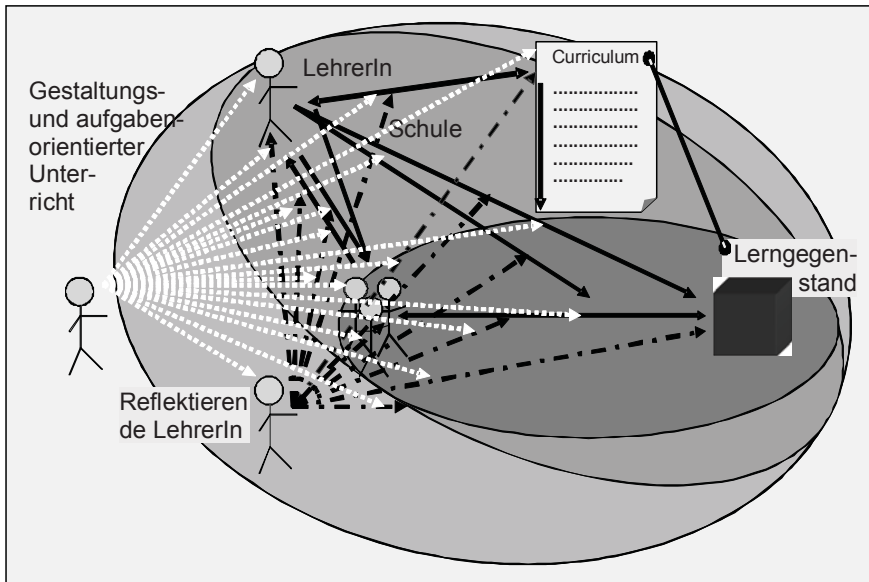 Curriculum
LehrerIn
Gestaltungs-
und aufgaben-
orientierter
Unter-
richt
Schule
Lerngegen-
stand
Reflektieren
de LehrerIn